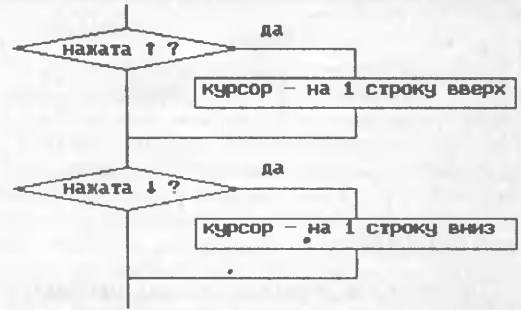 да
нажата ↑ ?
курсор – на 1 строку вверх
да
нажата ↓ ?
курсор – на 1 строку вниз